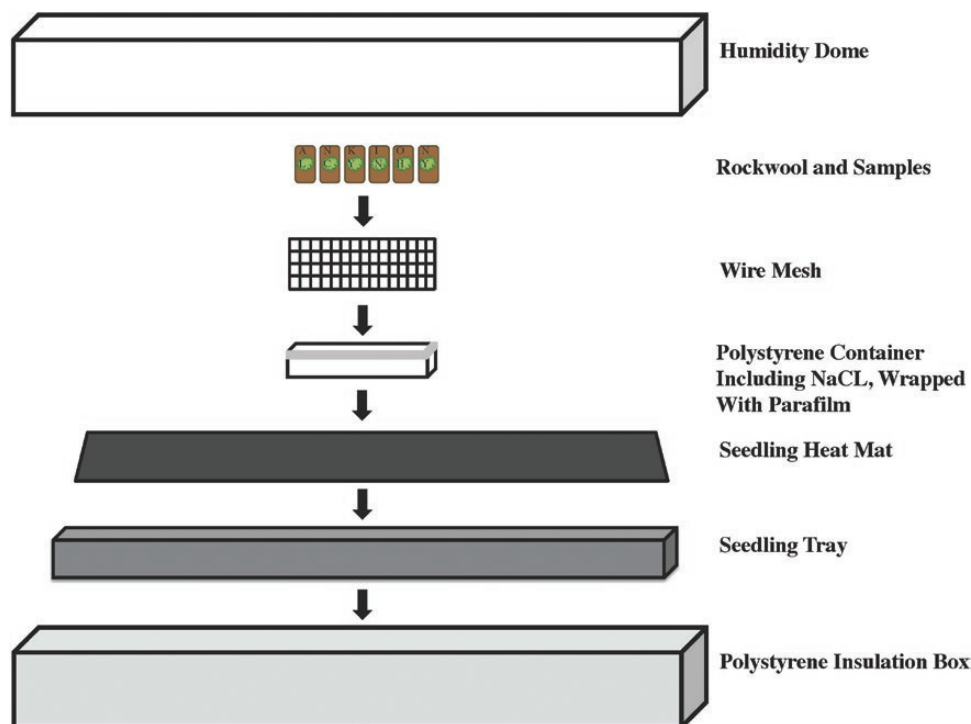 Humidity Dome
A N K I O N
Rockwool and Samples
Wire Mesh
Polystyrene Container
Including NaCL, Wrapped
With Parafilm
Seedling Heat Mat
Seedling Tray
Polystyrene Insulation Box